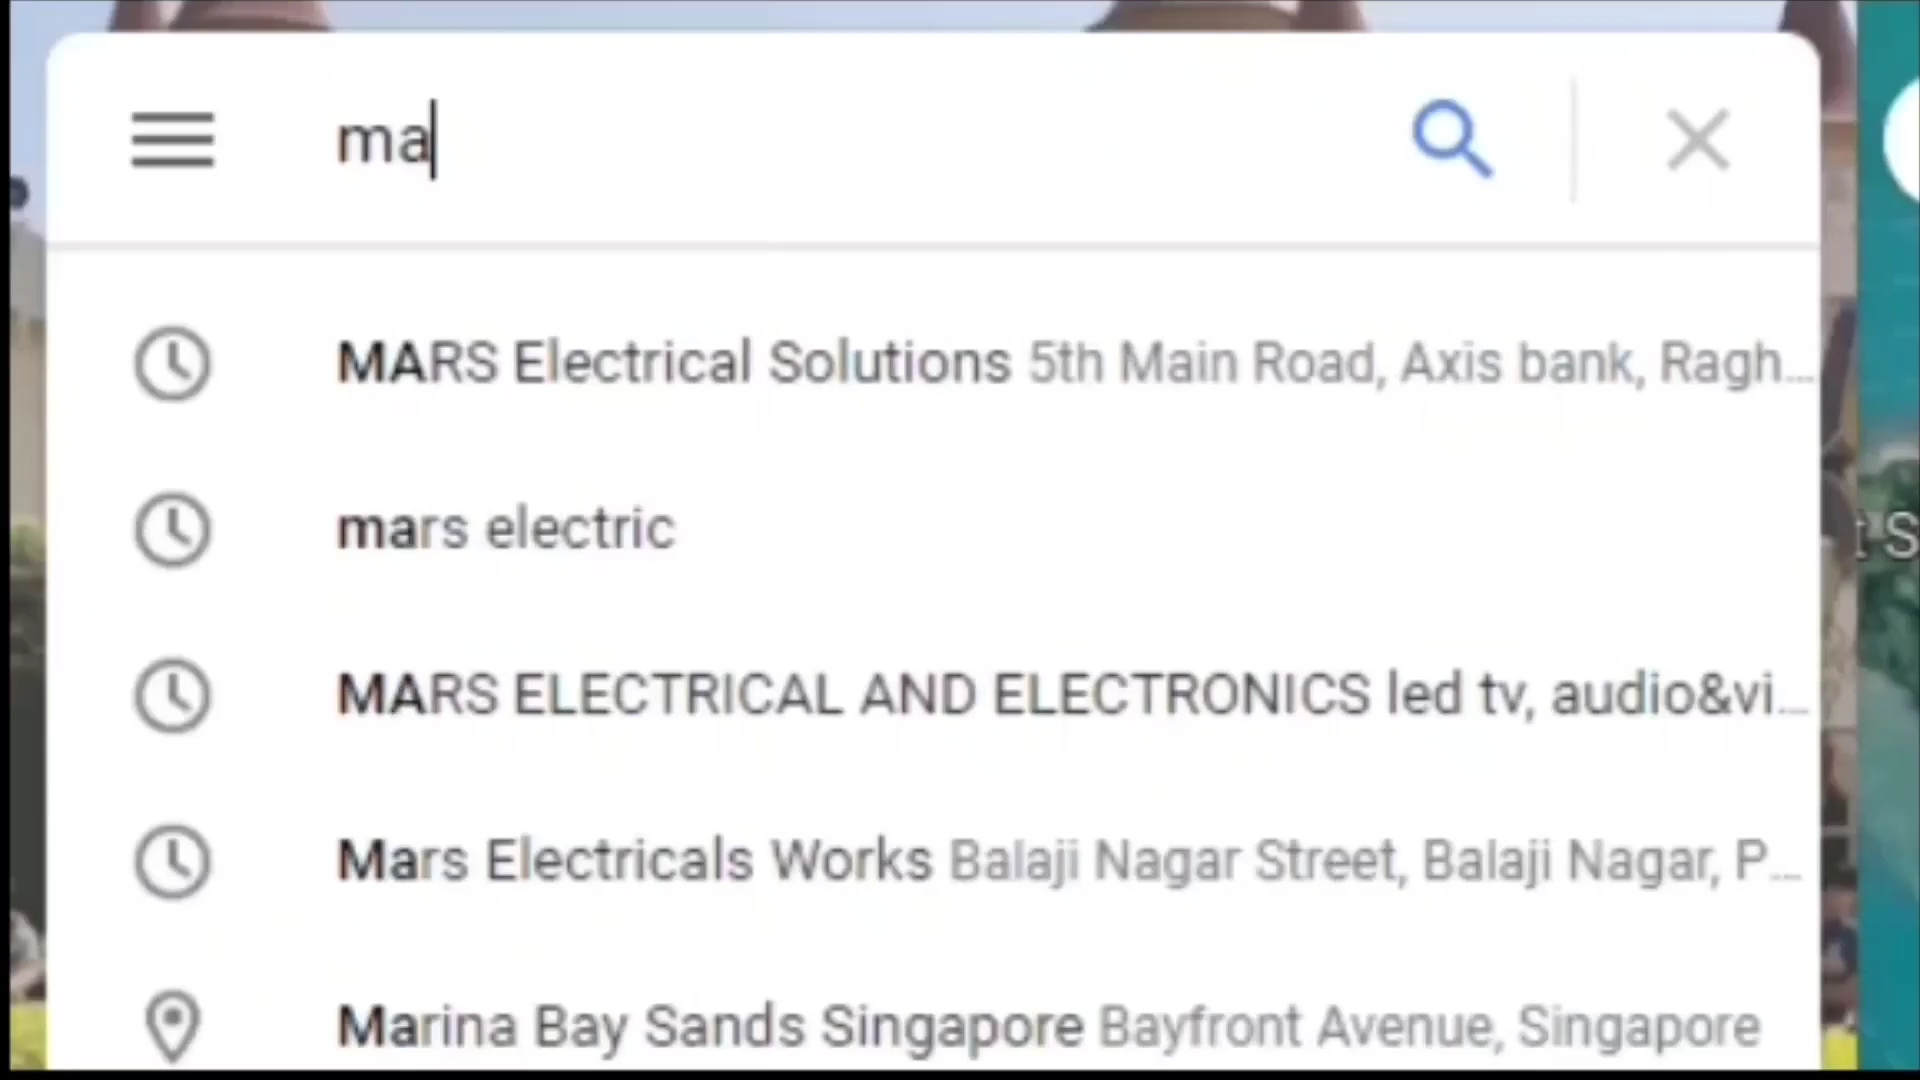 ma
MARS Electrical Solutions 5th Main Road, Axis bank, Ragh...
mars electric
MARS ELECTRICAL AND ELECTRONICS led tv, audio&vi...
Mars Electricals Works Balaji Nagar Street, Balaji Nagar, P...
Marina Bay Sands Singapore Bayfront Avenue, Singapore